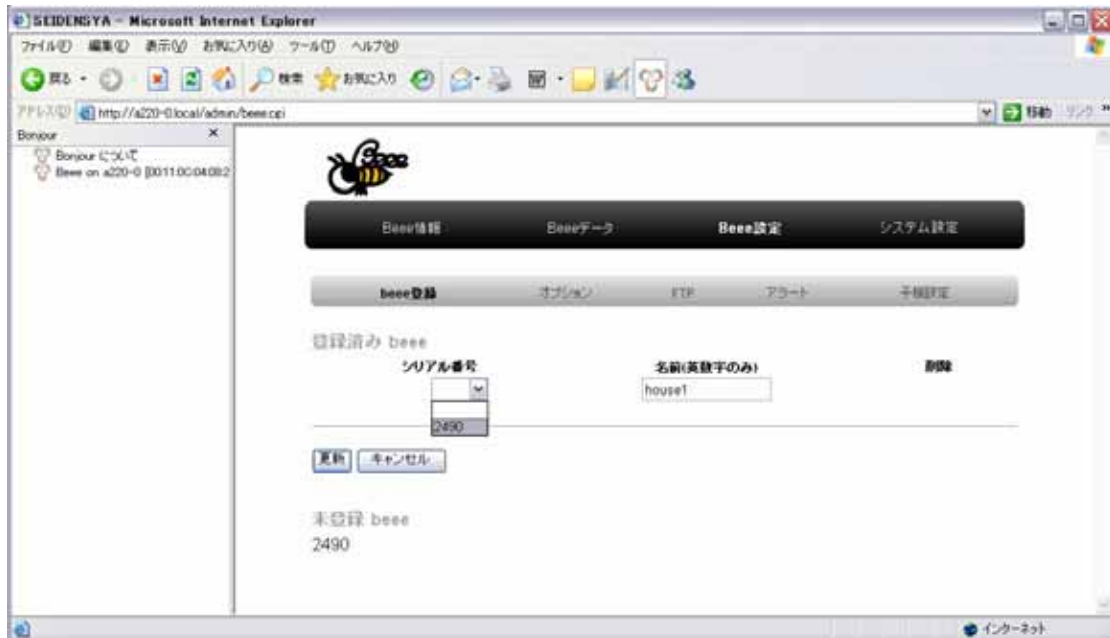 SEIDENSYA - Microsoft Internet Explorer
ファイル(F) 編集(E) 表示(V) お気に入り(A) ツール(T) ヘルプ(H)
戻る 検索 お気に入り
アドレス(D) http://a220-0.local/admin/beee.cgi 移動 リンク
Bonjour
Bonjour について
Beee on a220-0
Beee
Beee情報 Beeeデータ Beee設定 システム設定
beee登録 オプション FTP アラート 子機設定
登録済み beee
シリアル番号 名前(英数字のみ) 削除
house1
2490
更新 キャンセル
未登録 beee
2490
インターネット